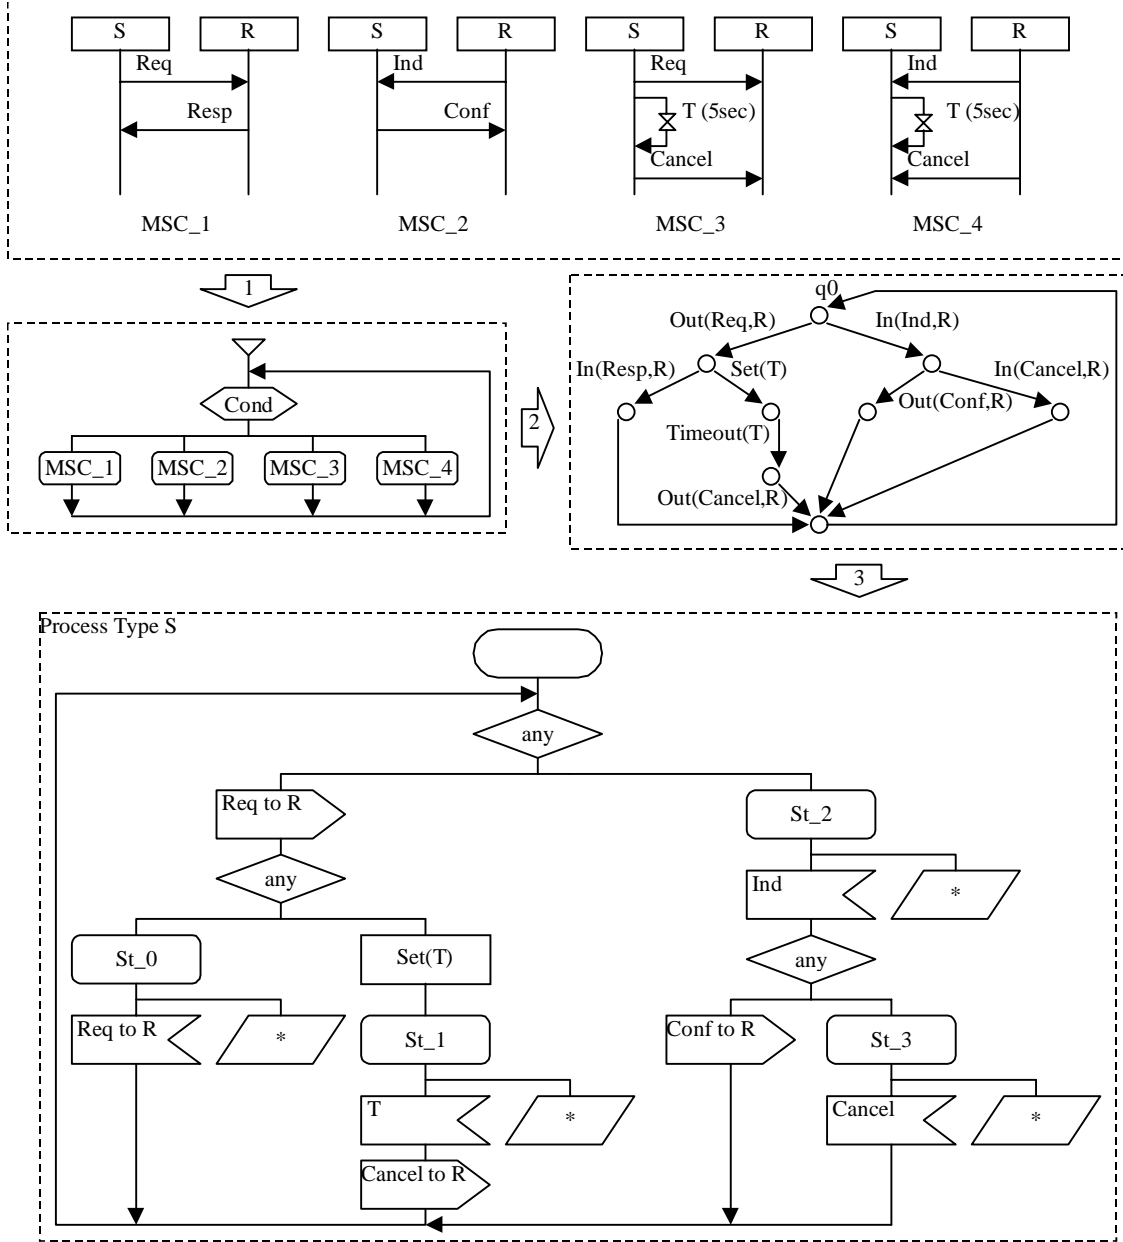 S R S R S R S R
Req Ind Req Ind
Resp Conf T (5sec) T (5sec)
Cancel Cancel
MSC_1 MSC_2 MSC_3 MSC_4
1
q0
Out(Req,R) In(Ind,R)
In(Resp,R) Set(T) In(Cancel,R)
Cond
2
Out(Conf,R)
Timeout(T)
MSC_1 MSC_2 MSC_3 MSC_4
Out(Cancel,R)
3
Process Type S
any
Req to R
St_2
any
Ind
*
St_0
Set(T)
any
Req to R
*
St_1
Conf to R
St_3
T
*
Cancel
*
Cancel to R